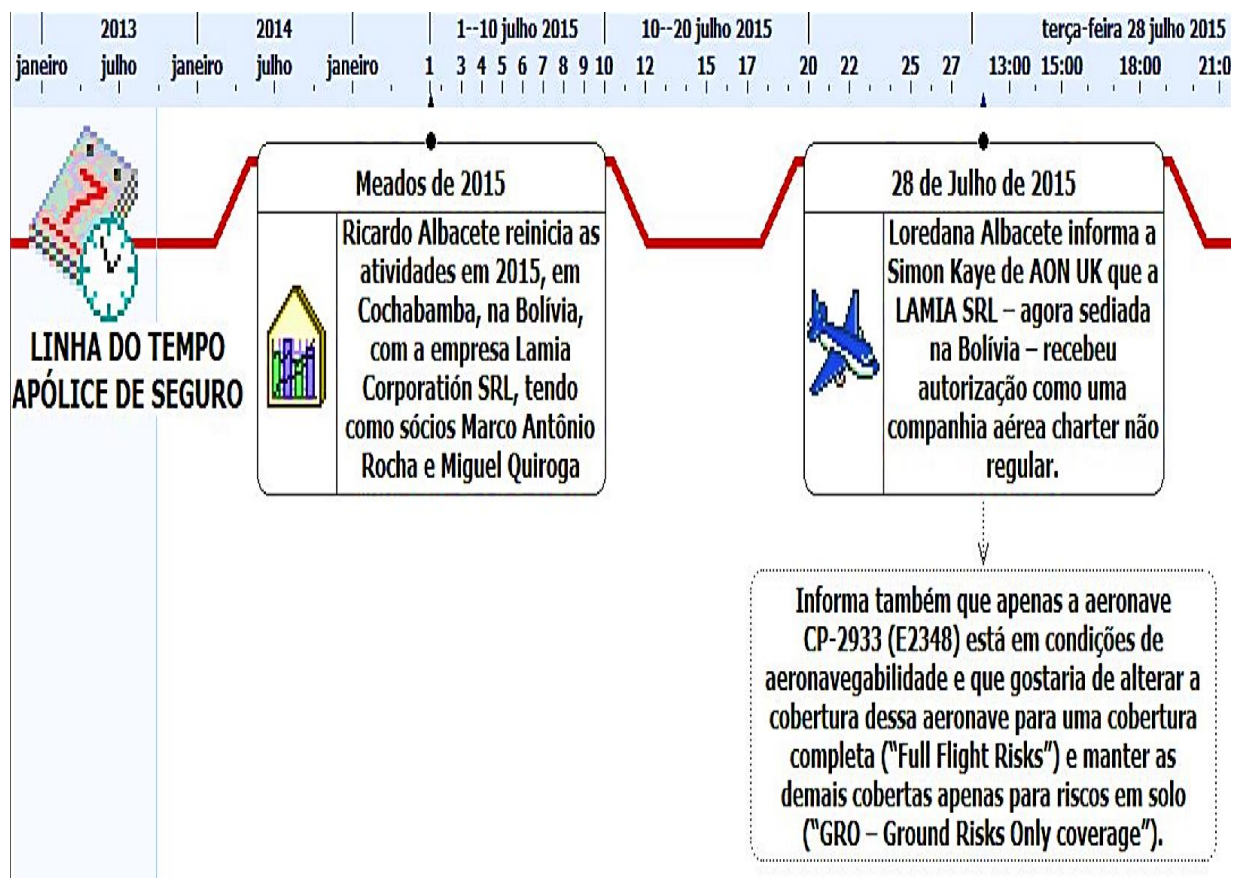 2013 2014 1--10 julho 2015 10--20 julho 2015 terça-feira 28 julho 2015
janeiro julho janeiro julho janeiro 1 3 4 5 6 7 8 9 10 12 15 17 20 22 25 27 13:00 15:00 18:00 21:0
LINHA DO TEMPO
APÓLICE DE SEGURO
Meados de 2015
Ricardo Albacete reinicia as
atividades em 2015, em
Cochabamba, na Bolívia,
com a empresa Lamia
Corporatión SRL, tendo
como sócios Marco Antônio
Rocha e Miguel Quiroga
28 de Julho de 2015
Loredana Albacete informa a
Simon Kaye de AON UK que a
LAMIA SRL – agora sediada
na Bolívia – recebeu
autorização como uma
companhia aérea charter não
regular.
Informa também que apenas a aeronave
CP-2933 (E2348) está em condições de
aeronavegabilidade e que gostaria de alterar a
cobertura dessa aeronave para uma cobertura
completa ("Full Flight Risks") e manter as
demais cobertas apenas para riscos em solo
("GRO – Ground Risks Only coverage").